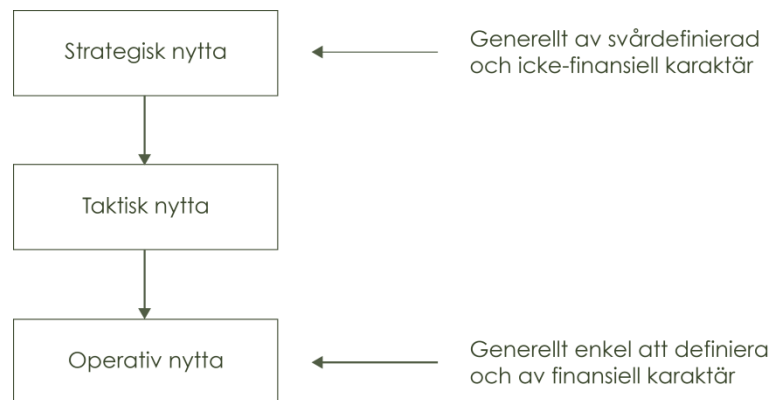 Strategisk nytta
Generellt av svårdefinierad
och icke-finansiell karaktär
Taktisk nytta
Operativ nytta
Generellt enkel att definiera
och av finansiell karaktär